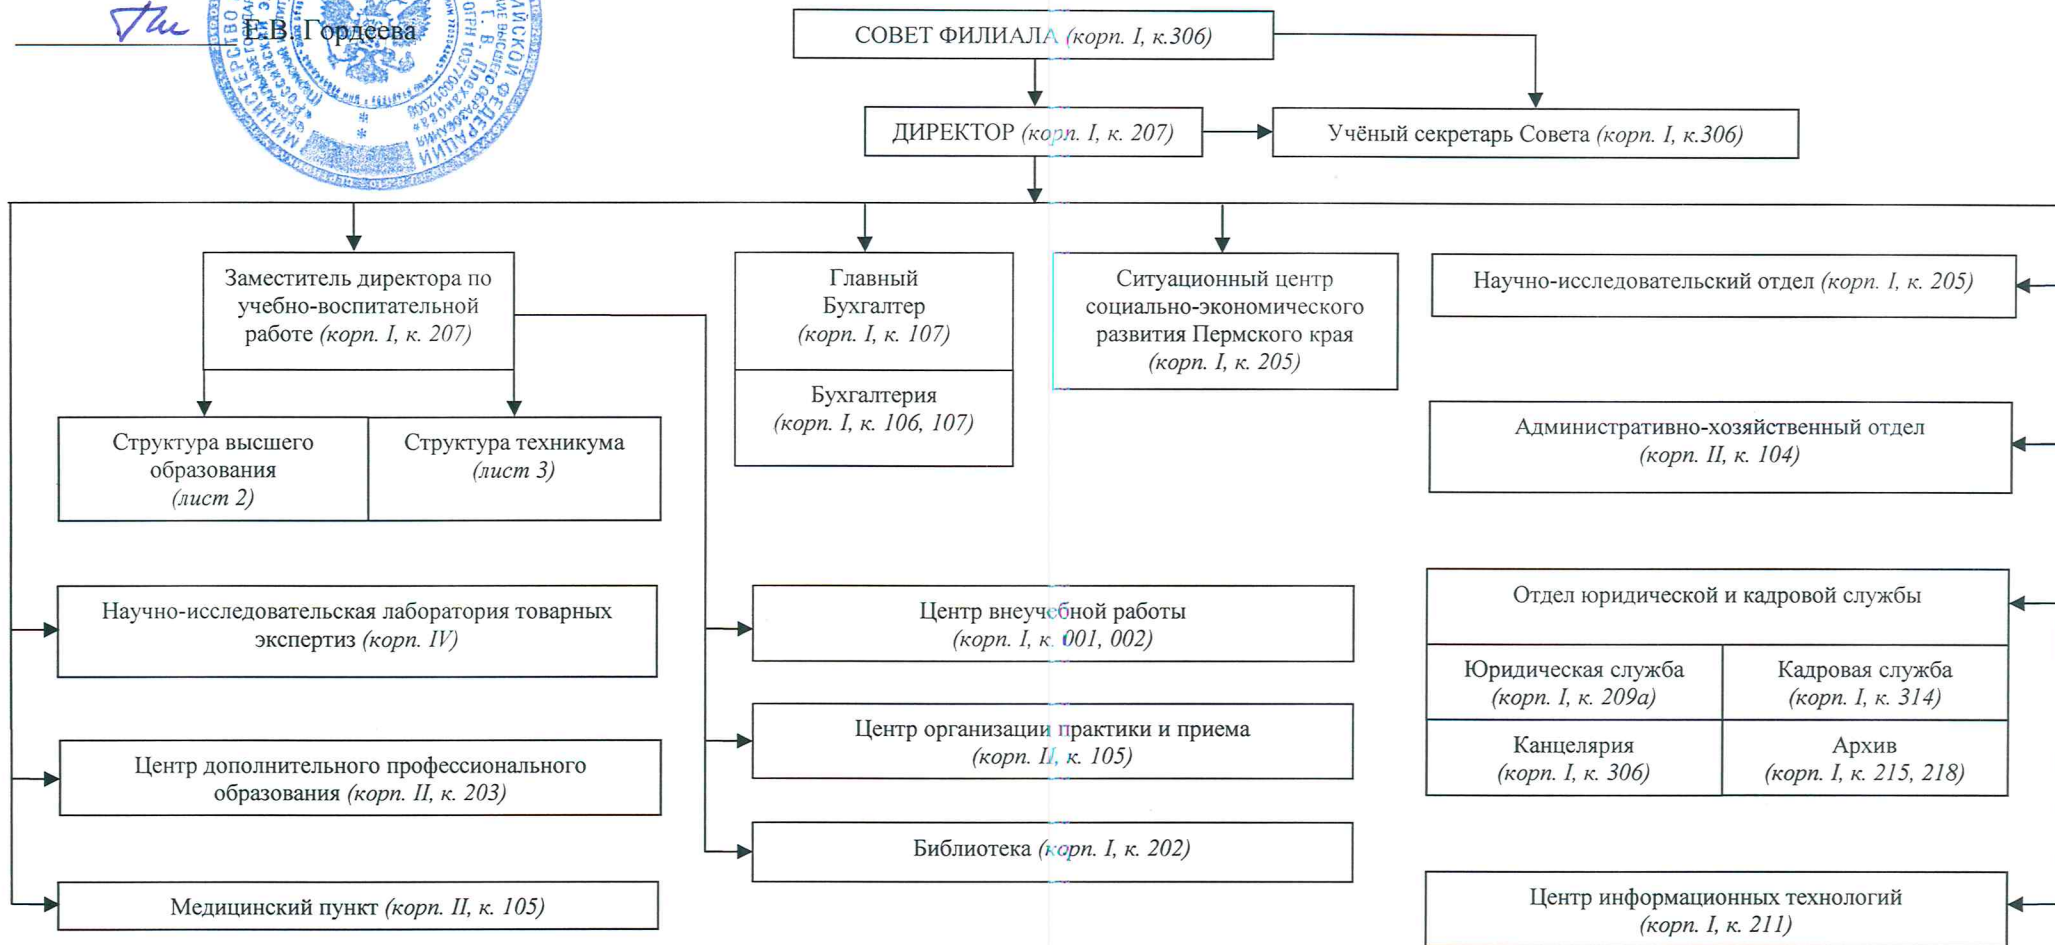 Е.В. Гордеева
СОВЕТ ФИЛИАЛА (корп. I, к.306)
ДИРЕКТОР (корп. I, к. 207)
Учёный секретарь Совета (корп. I, к.306)
Заместитель директора по
учебно-воспитательной
работе (корп. I, к. 207)
Главный
Бухгалтер
(корп. I, к. 107)
Бухгалтерия
(корп. I, к. 106, 107)
Ситуационный центр
социально-экономического
развития Пермского края
(корп. I, к. 205)
Научно-исследовательский отдел (корп. I, к. 205)
Административно-хозяйственный отдел
(корп. II, к. 104)
Структура высшего
образования
(лист 2)
Структура техникума
(лист 3)
Научно-исследовательская лаборатория товарных
экспертиз (корп. IV)
Центр дополнительного профессионального
образования (корп. II, к. 203)
Медицинский пункт (корп. II, к. 105)
Центр внеучебной работы
(корп. I, к. 001, 002)
Центр организации практики и приема
(корп. II, к. 105)
Библиотека (корп. I, к. 202)
Отдел юридической и кадровой службы
Юридическая служба
(корп. I, к. 209а)
Кадровая служба
(корп. I, к. 314)
Канцелярия
(корп. I, к. 306)
Архив
(корп. I, к. 215, 218)
Центр информационных технологий
(корп. I, к. 211)